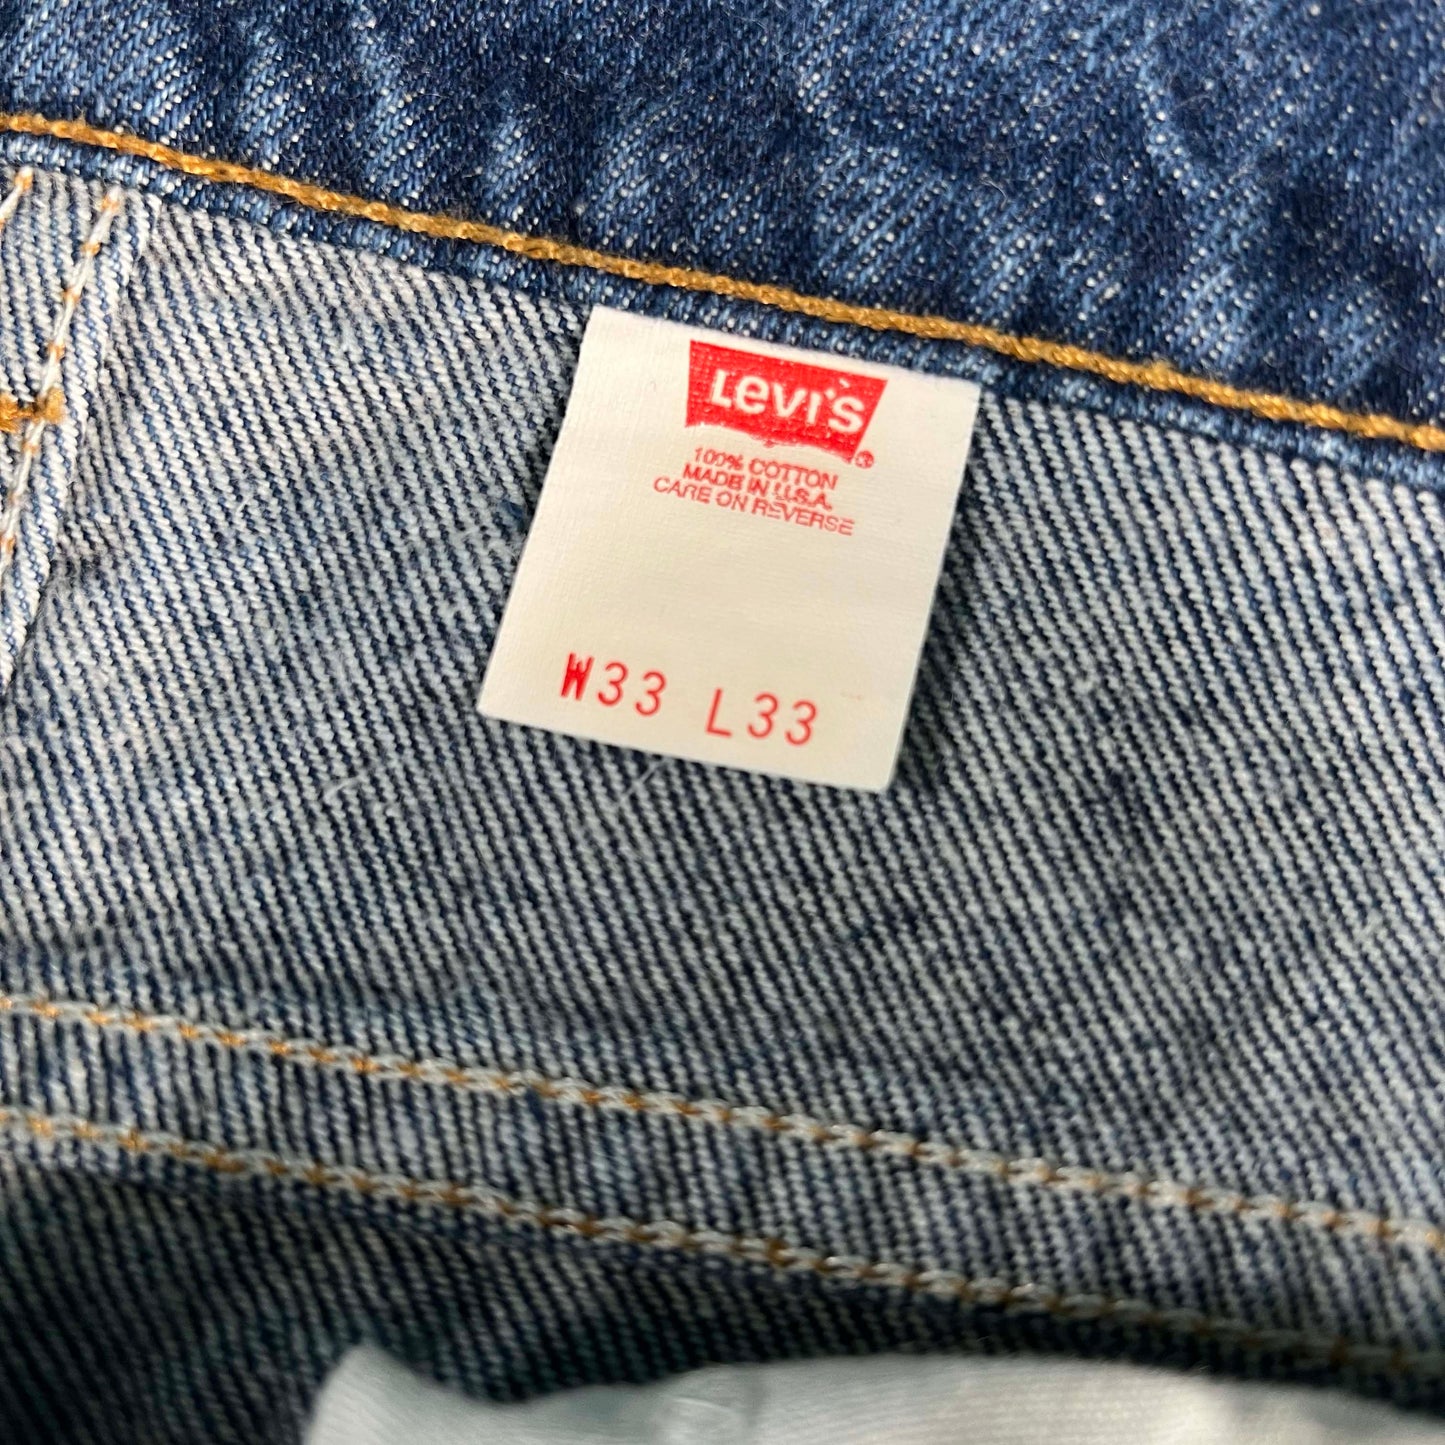 Levi's ®
100% COTTON
MADE IN U.S.A.
CARE ON REVERSE
W33 L33